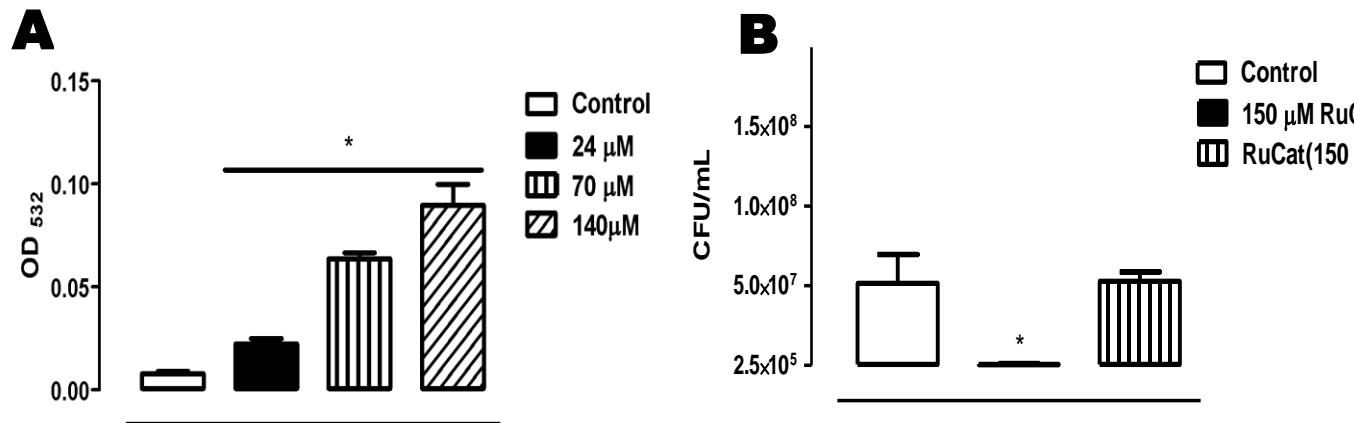 A
0.15
0.10
0.05
0.00
OD 532
*
Control
24 µM
70 µM
140µM
B
1.5x10⁸
1.0x10⁸
5.0x10⁷
2.5x10⁵
CFU/mL
*
Control
150 µM
RuCat(150